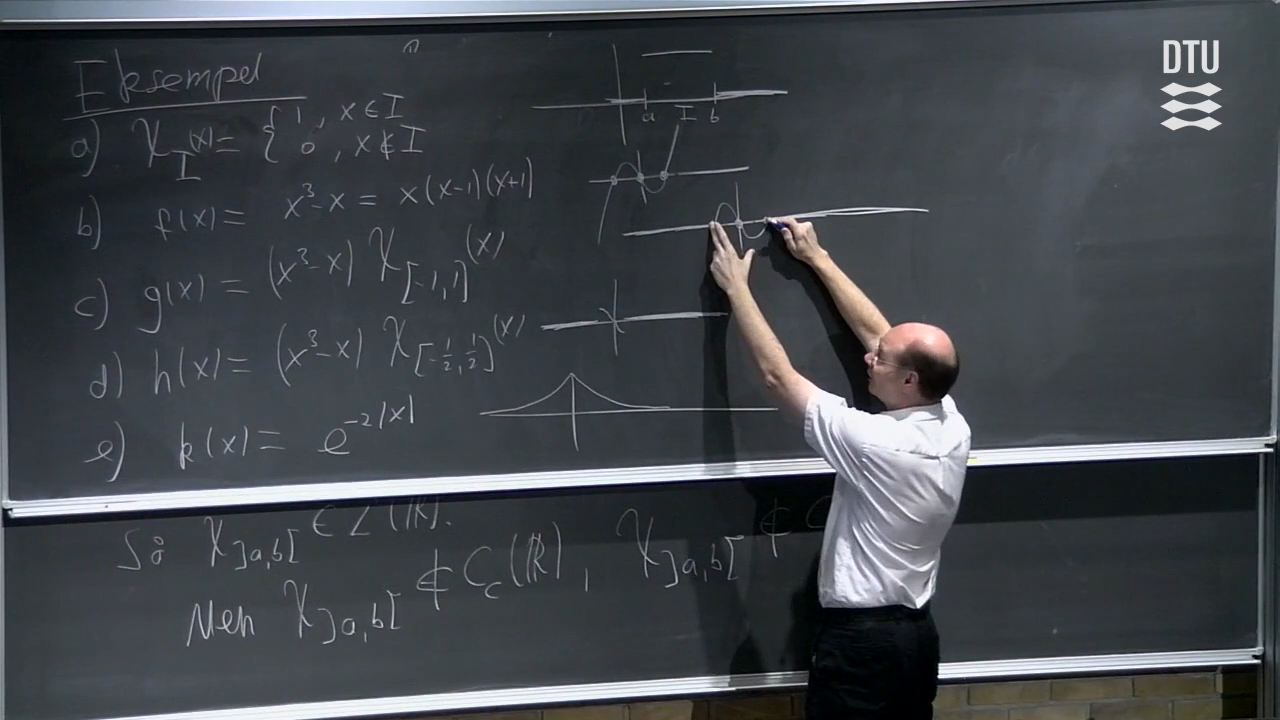 Eksempel
a) χ_I(x) = { 1, x ∈ I
0, x ∉ I
b) f(x) = x³-x = x(x-1)(x+1)
c) g(x) = (x³-x) χ_[-1,1](x)
d) h(x) = (x³-x) χ_[-1/2,1/2](x)
e) k(x) = e^{-2|x|}
a I b
Så χ_]a,b[ ∈ L (ℝ).
Men χ_]a,b[ ∉ C_c(ℝ), χ_]a,b[ ∉ C
DTU